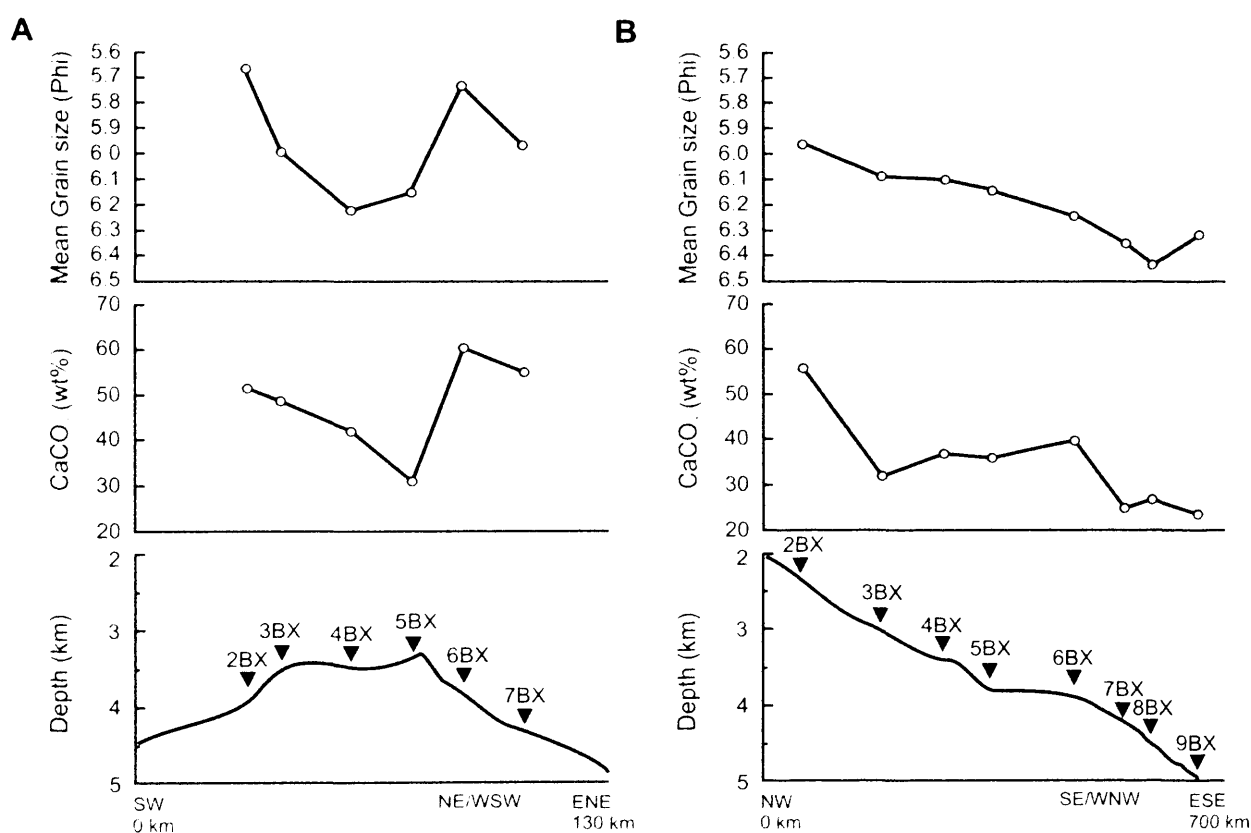 A
Mean Grain size (Phi)
5.6
5.7
5.8
5.9
6.0
6.1
6.2
6.3
6.4
6.5
CaCO (wt%)
70
60
50
40
30
20
Depth (km)
2
3
4
5
2BX
3BX
4BX
5BX
6BX
7BX
SW
NE/WSW
ENE
0 km
130 km
B
Mean Grain size (Phi)
5.6
5.7
5.8
5.9
6.0
6.1
6.2
6.3
6.4
6.5
CaCO. (wt%)
70
60
50
40
30
20
Depth (km)
2
3
4
5
2BX
3BX
4BX
5BX
6BX
7BX
8BX
9BX
NW
SE/WNW
ESE
0 km
700 km